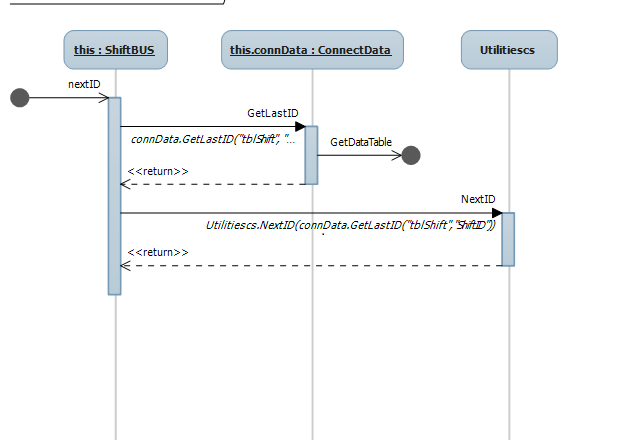 this : ShiftBUS
this.connData : ConnectData
Utilitiescs
nextID
GetLastID
connData.GetLastID("tblShift", "...
GetDataTable
<<return>>
NextID
Utilitiescs.NextID(connData.GetLastID("tblShift","ShiftID"))
<<return>>